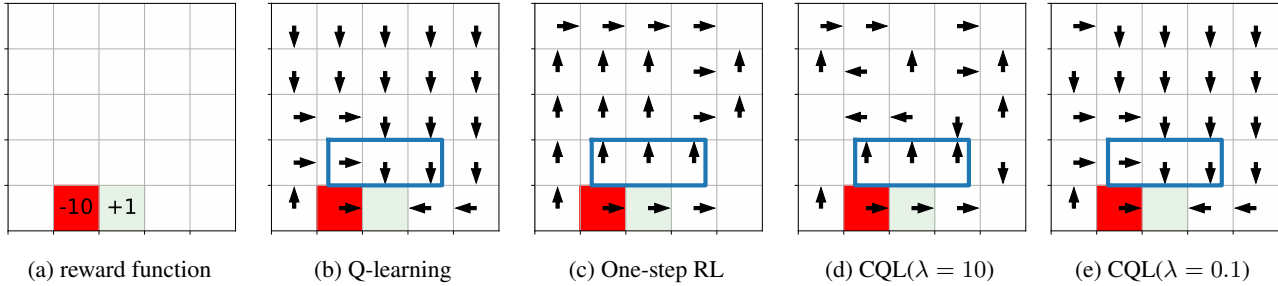 -10 +1
(a) reward function
(b) Q-learning
(c) One-step RL
(d) CQL(λ = 10)
(e) CQL(λ = 0.1)